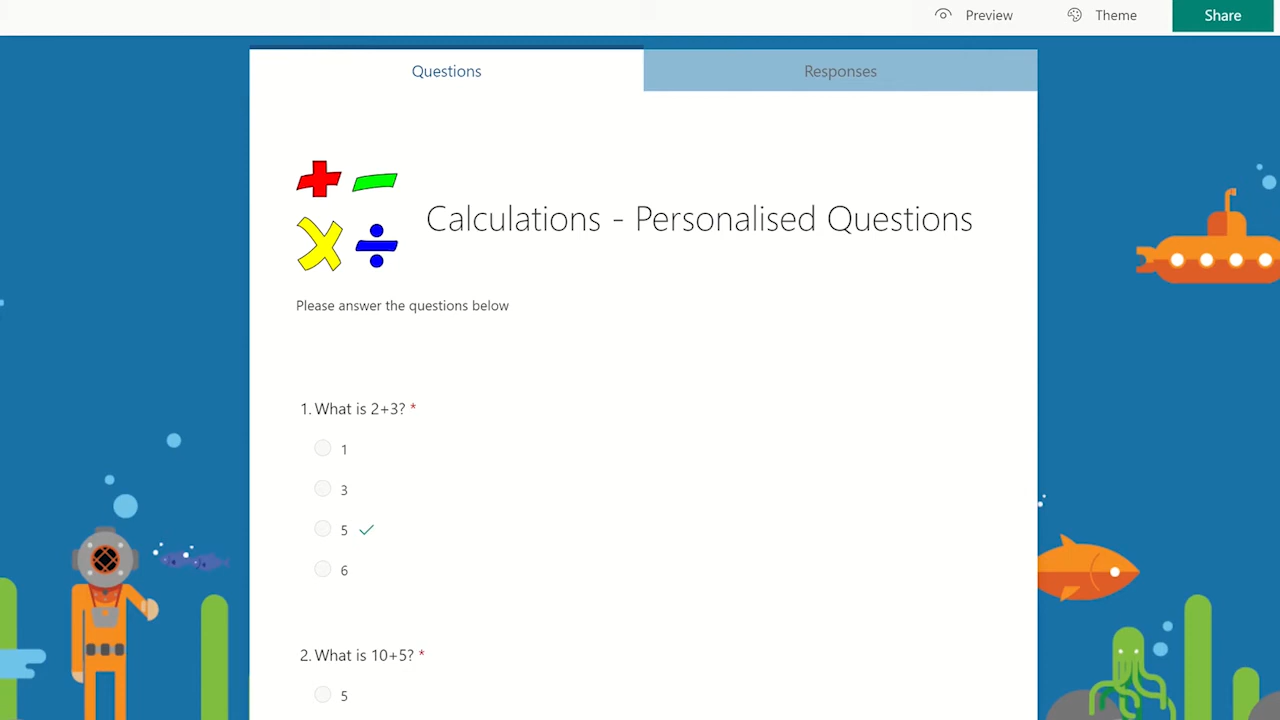 Preview Theme Share
Questions Responses
Calculations - Personalised Questions
Please answer the questions below
1. What is 2+3? *
1
3
5
6
2. What is 10+5? *
5